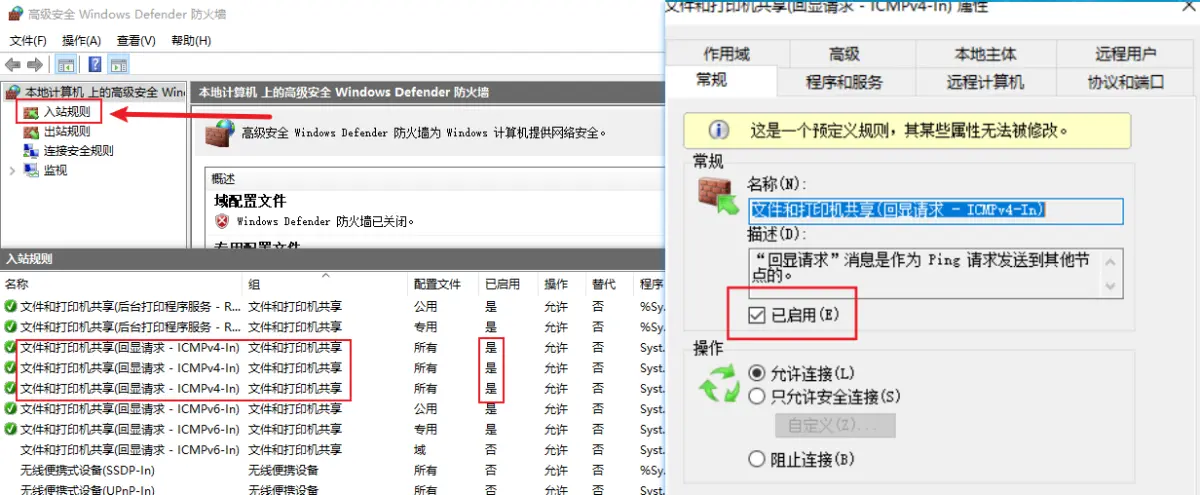 高级安全 Windows Defender 防火墙
文件(F) 操作(A) 查看(V) 帮助(H)
本地计算机 上的高级安全 Win
入站规则
出站规则
连接安全规则
监视
本地计算机 上的高级安全 Windows Defender 防火墙
高级安全 Windows Defender 防火墙为 Windows 计算机提供网络安全。
概述
域配置文件
Windows Defender 防火墙已关闭。
专用配置文件
入站规则
名称 组 配置文件 已启用 操作 替代 程序
文件和打印机共享(后台打印程序服务 - R... 文件和打印机共享 公用 是 允许 否 %Sy.
文件和打印机共享(后台打印程序服务 - R... 文件和打印机共享 专用 是 允许 否 %Sy.
文件和打印机共享(回显请求 - ICMPv4-In) 文件和打印机共享 所有 是 允许 否 Syst.
文件和打印机共享(回显请求 - ICMPv4-In) 文件和打印机共享 所有 是 允许 否 Syst.
文件和打印机共享(回显请求 - ICMPv4-In) 文件和打印机共享 所有 是 允许 否 Syst.
文件和打印机共享(回显请求 - ICMPv6-In) 文件和打印机共享 公用 是 允许 否 Syst.
文件和打印机共享(回显请求 - ICMPv6-In) 文件和打印机共享 专用 是 允许 否 Syst.
文件和打印机共享(回显请求 - ICMPv6-In) 文件和打印机共享 域 否 允许 否 Syst.
无线便携式设备(SSDP-In) 无线便携设备 所有 否 允许 否 %Sy.
无线便携式设备(UPnP-In) 无线便携设备 所有 否 允许 否 Syst.
文件和打印机共享(回显请求 - ICMPv4-In) 属性
作用域 高级 本地主体 远程用户
常规 程序和服务 远程计算机 协议和端口
这是一个预定义规则，其某些属性无法被修改。
常规
名称(N):
文件和打印机共享(回显请求 - ICMPv4-In)
描述(D):
“回显请求”消息是作为 Ping 请求发送到其他节
点的。
已启用(E)
操作
允许连接(L)
只允许安全连接(S)
自定义(Z)...
阻止连接(B)